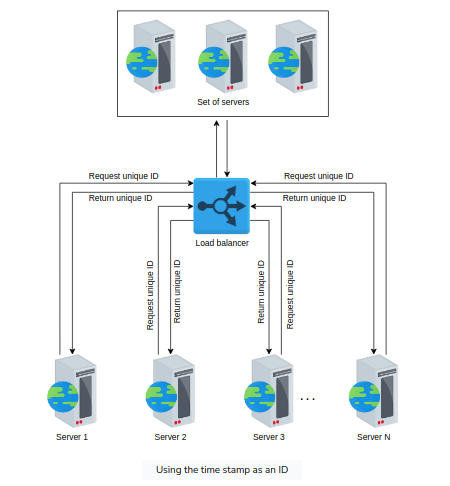 Set of servers
Request unique ID
Request unique ID
Return unique ID
Return unique ID
Load balancer
Request unique ID
Return unique ID
Return unique ID
Request unique ID
...
Server 1
Server 2
Server 3
Server N
Using the time stamp as an ID